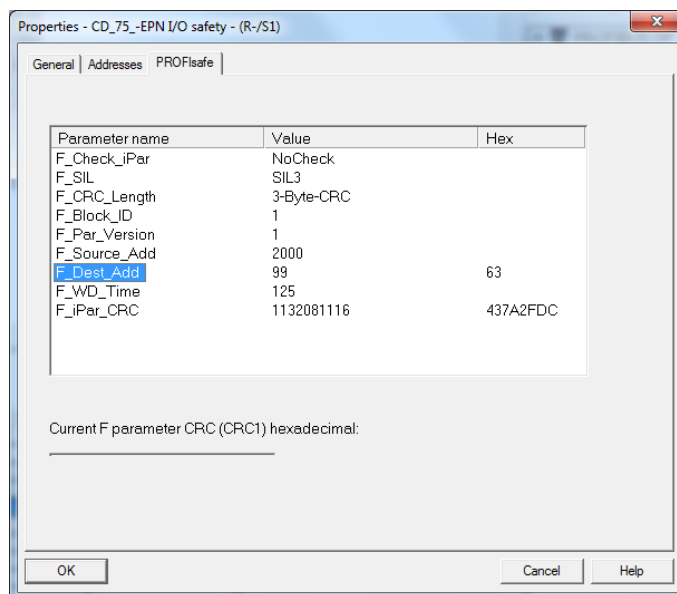 Properties - CD_75_-EPN I/O safety - (R-/S1)
General Addresses PROFIsafe
Parameter name Value Hex
F_Check_iPar NoCheck
F_SIL SIL3
F_CRC_Length 3-Byte-CRC
F_Block_ID 1
F_Par_Version 1
F_Source_Add 2000
F_Dest_Add 99 63
F_WD_Time 125
F_iPar_CRC 1132081116 437A2FDC
Current F parameter CRC (CRC1) hexadecimal:
OK Cancel Help